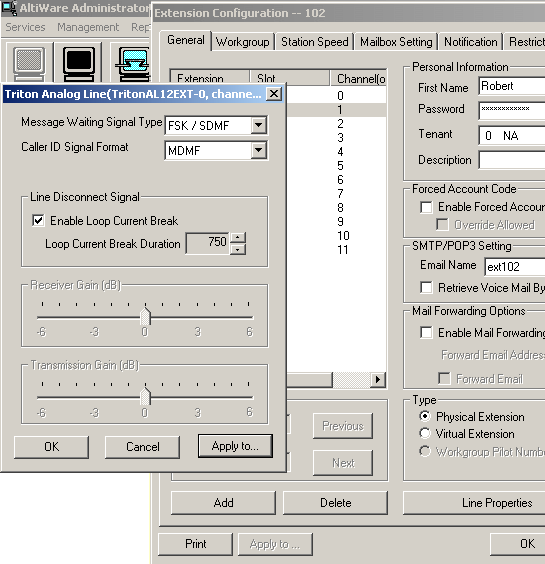 AltiWare Administrator
Services Management Rep
Extension Configuration -- 102
General Workgroup Station Speed Mailbox Setting Notification Restrict
Extension Slot Channel(o
0
1
2
3
4
5
6
7
8
9
10
11
Personal Information
First Name Robert
Password ************
Tenant 0 NA
Description
Forced Account Code
Enable Forced Accoun
Override Allowed
SMTP/POP3 Setting
Email Name ext102
Retrieve Voice Mail By
Mail Forwarding Options
Enable Mail Forwarding
Forward Email Address
Forward Email
Type
Physical Extension
Virtual Extension
Workgroup Pilot Number
Previous
Next
Add Delete Line Properties
Print Apply to ... OK
Triton Analog Line(TritonAL12EXT-0, channe...
Message Waiting Signal Type FSK / SDMF
Caller ID Signal Format MDMF
Line Disconnect Signal
Enable Loop Current Break
Loop Current Break Duration 750
Receiver Gain (dB)
-6 -3 0 3 6
Transmission Gain (dB)
-6 -3 0 3 6
OK Cancel Apply to...